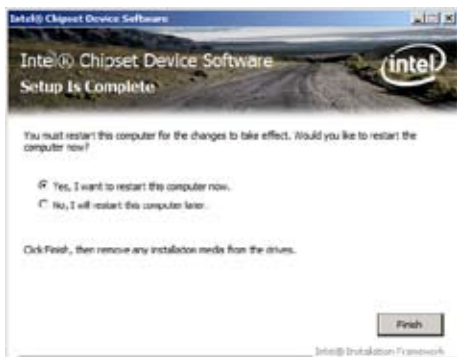 Intel® Chipset Device Software
Intel® Chipset Device Software
intel
Setup Is Complete
You must restart this computer for the changes to take effect. Would you like to restart the
computer now?
Yes, I want to restart this computer now.
No, I will restart this computer later.
Click Finish, then remove any installation media from the drives.
Finish
Intel® Installation Framework